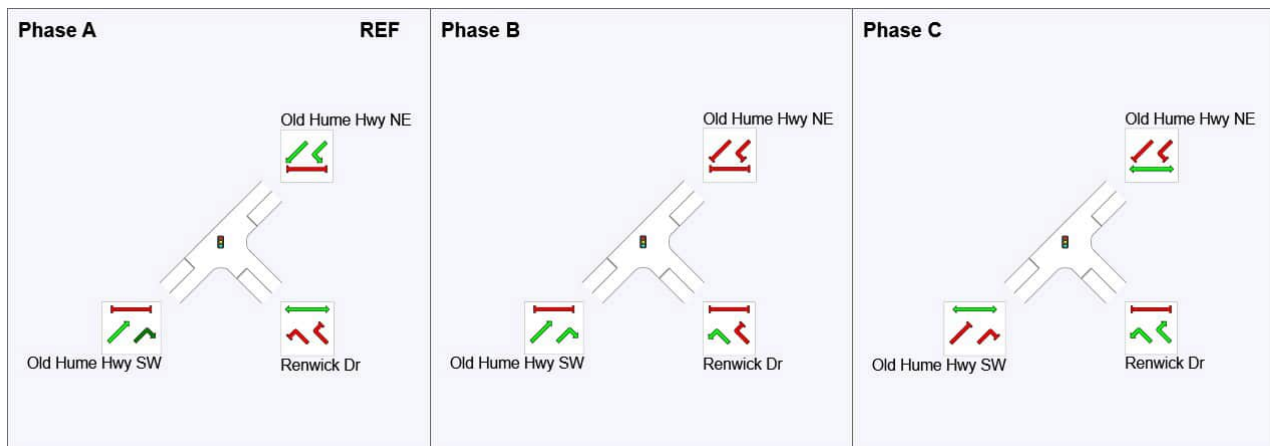 Phase A
REF
Old Hume Hwy NE
Old Hume Hwy SW
Renwick Dr
Phase B
Old Hume Hwy NE
Old Hume Hwy SW
Renwick Dr
Phase C
Old Hume Hwy NE
Old Hume Hwy SW
Renwick Dr